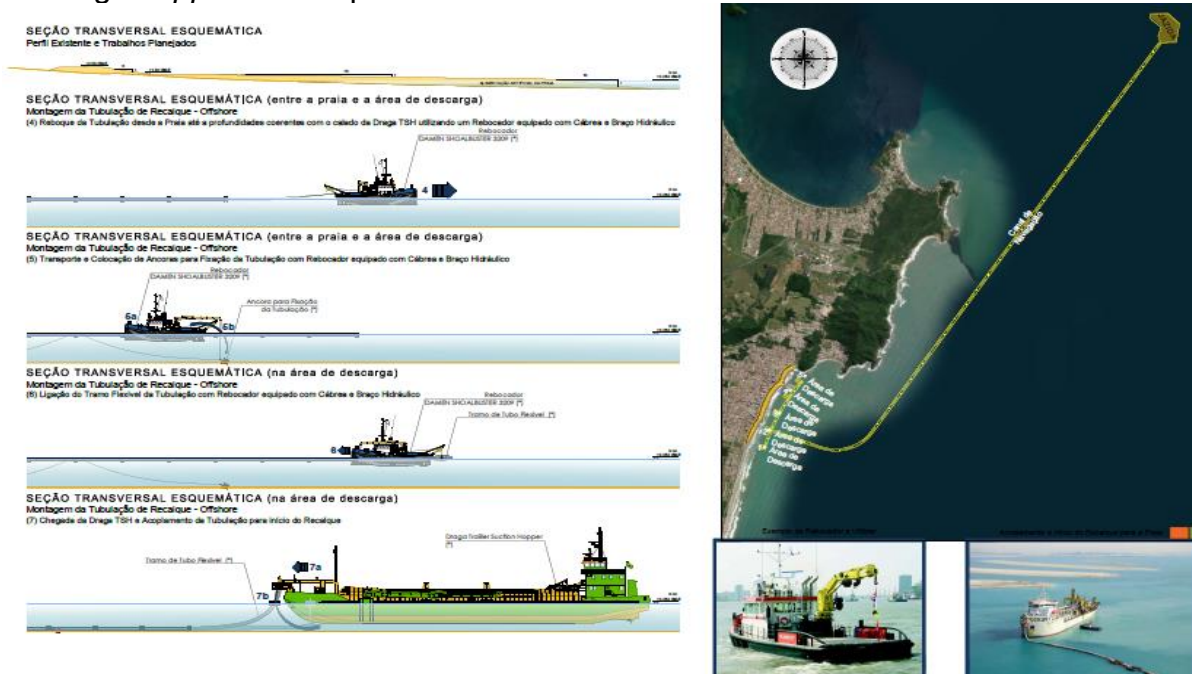 SEÇÃO TRANSVERSAL ESQUEMÁTICA
Perfil Existente e Trabalhos Planejados
SEÇÃO TRANSVERSAL ESQUEMÁTICA (entre a praia e a área de descarga)
Montagem da Tubulação de Recalque - Offshore
(4) Reboque da Tubulação desde a Praia até a profundidades coerentes com o calado da Draga TSH utilizando um Rebocador equipado com Cábrea e Braço Hidráulico
Rebocador
DAMEN SHOALBUSTER 3209 (*)
4
SEÇÃO TRANSVERSAL ESQUEMÁTICA (entre a praia e a área de descarga)
Montagem da Tubulação de Recalque - Offshore
(5) Transporte e Colocação de Ancoras para Fixação da Tubulação com Rebocador equipado com Cábrea e Braço Hidráulico
Rebocador
DAMEN SHOALBUSTER 3209 (*)
5a
5b
Ancora para Fixação
da Tubulação (*)
SEÇÃO TRANSVERSAL ESQUEMÁTICA (na área de descarga)
Montagem da Tubulação de Recalque - Offshore
(6) Ligação do Tramo Flexível da Tubulação com Rebocador equipado com Cábrea e Braço Hidráulico
Rebocador
DAMEN SHOALBUSTER 3209 (*)
Tramo de Tubo Flexível (*)
6
SEÇÃO TRANSVERSAL ESQUEMÁTICA (na área de descarga)
Montagem da Tubulação de Recalque - Offshore
(7) Chegada da Draga TSH e Acoplamento de Tubulação para início do Recalque
Draga Trailler Suction Hopper
(*)
Tramo de Tubo Flexível (*)
7a
7b
JAZIDA
Canal de
Navegação
Área de
Descarga
Área de
Descarga
Área de
Descarga
Área de
Descarga
Área de
Descarga
Exemplo de Rebocador a Utilizar